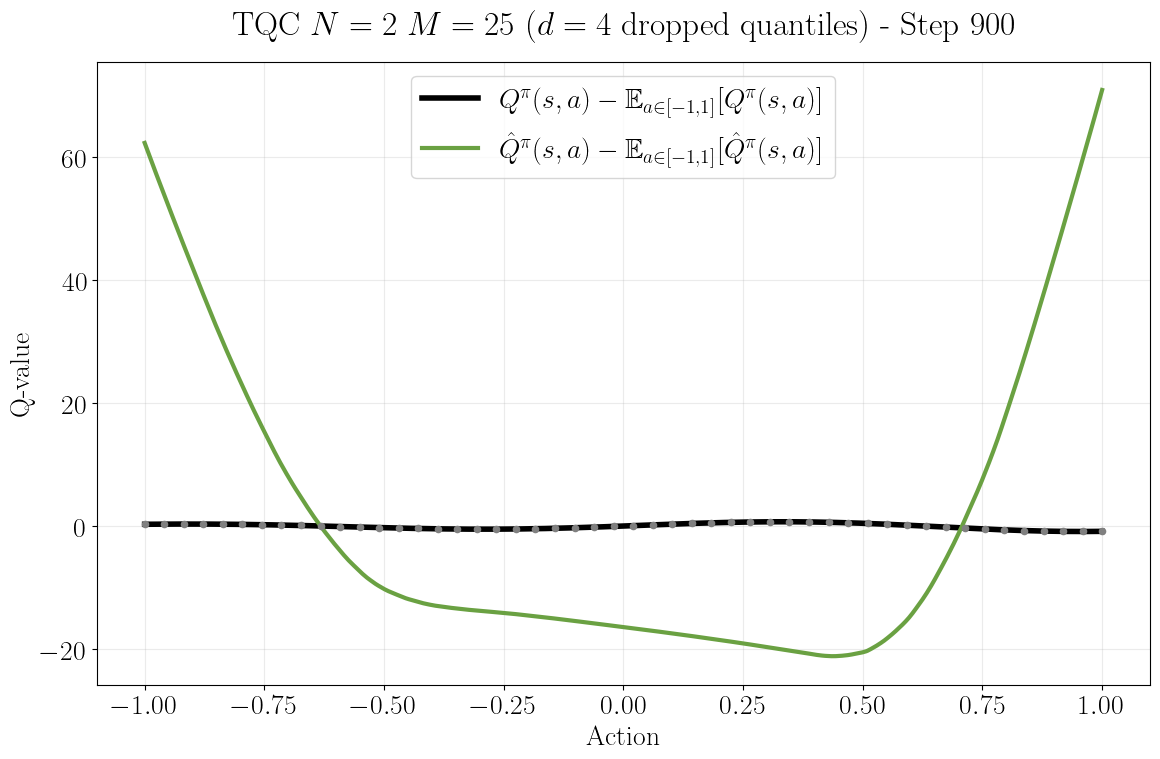 TQC N = 2 M = 25 (d = 4 dropped quantiles) - Step 900
Q^π(s, a) − 𝔼_{a∈[−1,1]}[Q^π(s, a)]
Q̂^π(s, a) − 𝔼_{a∈[−1,1]}[Q̂^π(s, a)]
Q-value
60
40
20
0
−20
−1.00 −0.75 −0.50 −0.25 0.00 0.25 0.50 0.75 1.00
Action